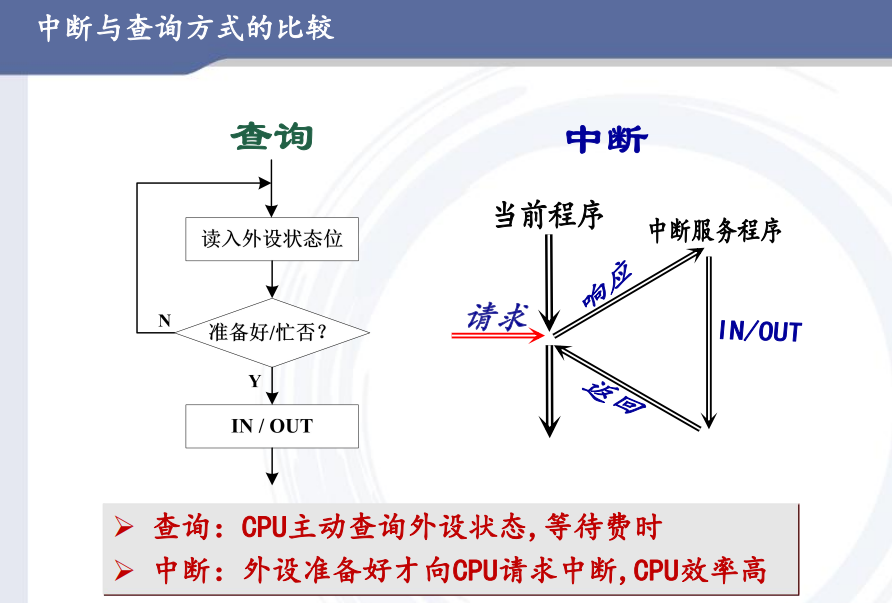 中断与查询方式的比较
查询
读入外设状态位
准备好/忙否？
N
Y
IN / OUT
中断
当前程序
中断服务程序
请求
响应
IN/OUT
返回
➢ 查询：CPU主动查询外设状态,等待费时
➢ 中断：外设准备好才向CPU请求中断,CPU效率高